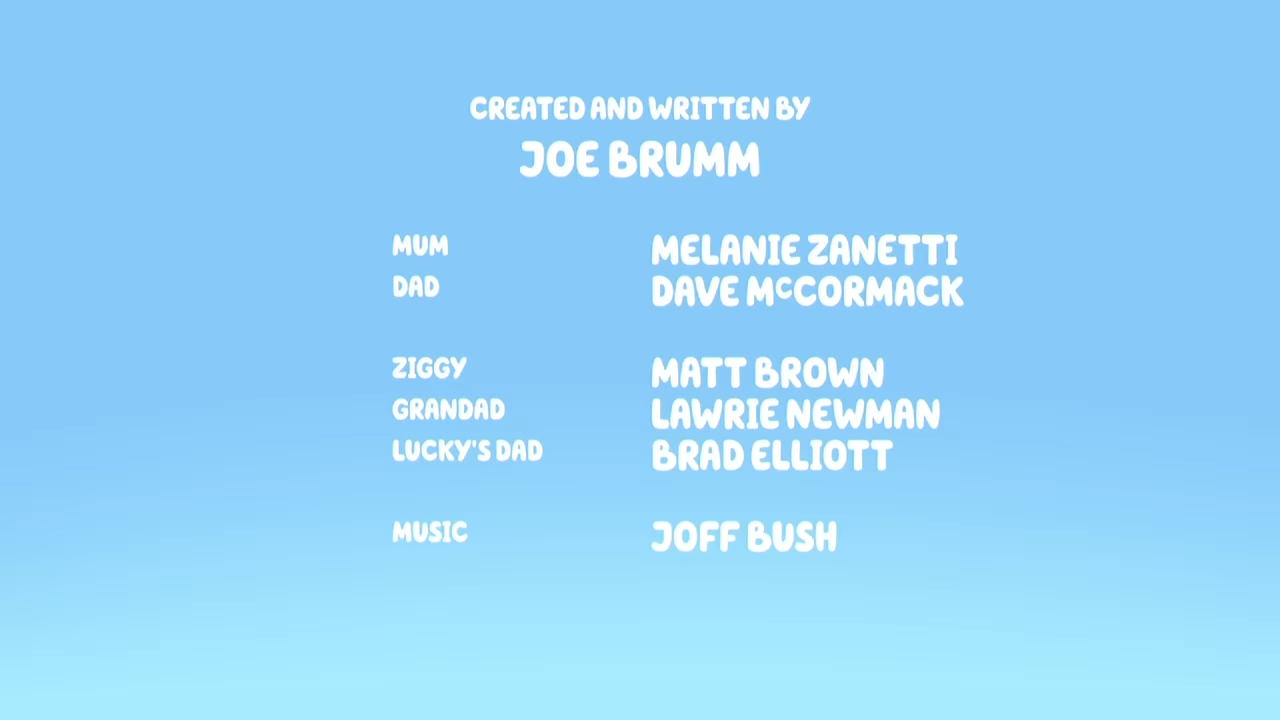 CREATED AND WRITTEN BY
JOE BRUMM
MUM MELANIE ZANETTI
DAD DAVE McCORMACK
ZIGGY MATT BROWN
GRANDAD LAWRIE NEWMAN
LUCKY'S DAD BRAD ELLIOTT
MUSIC JOFF BUSH